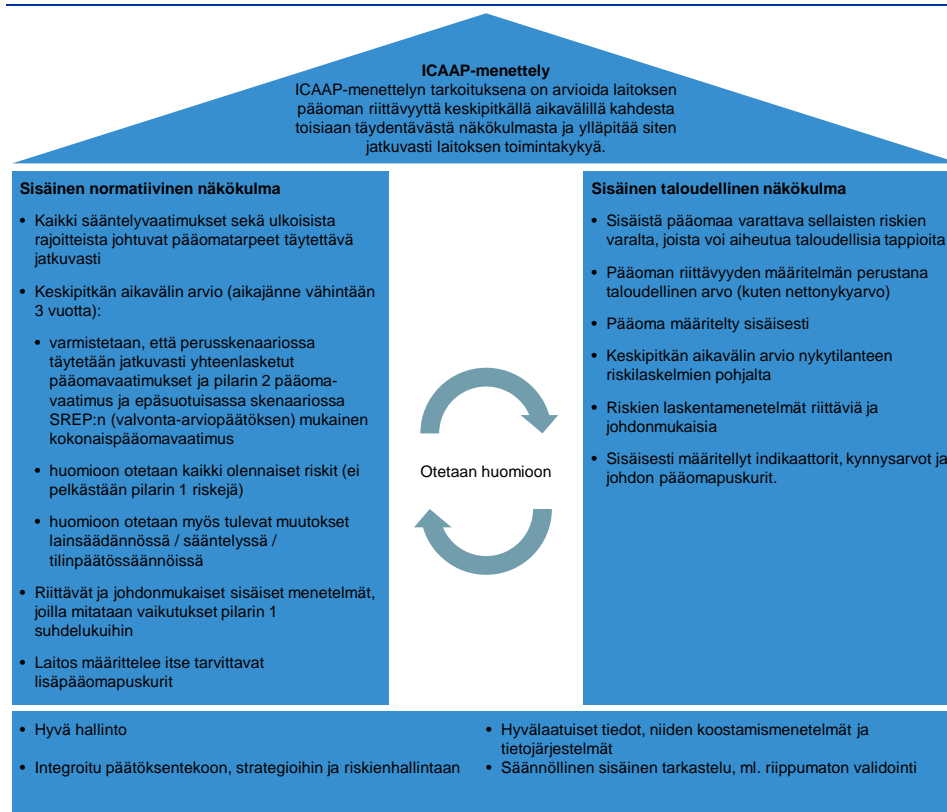 ICAAP-menettely
ICAAP-menettelyn tarkoituksena on arvioida laitoksen
pääoman riittävyyttä keskipitkällä aikavälillä kahdesta
toisiaan täydentävästä näkökulmasta ja ylläpitää siten
jatkuvasti laitoksen toimintakykyä.
Sisäinen normatiivinen näkökulma
• Kaikki sääntelyvaatimukset sekä ulkoisista
rajoitteista johtuvat pääomatarpeet täytettävä
jatkuvasti
• Keskipitkän aikavälin arvio (aikajänne vähintään
3 vuotta):
• varmistetaan, että perusskenaariossa
täytetään jatkuvasti yhteenlasketut
pääomavaatimukset ja pilarin 2 pääoma-
vaatimus ja epäsuotuisassa skenaariossa
SREP:n (valvonta-arviopäätöksen) mukainen
kokonaispääomavaatimus
• huomioon otetaan kaikki olennaiset riskit (ei
pelkästään pilarin 1 riskejä)
• huomioon otetaan myös tulevat muutokset
lainsäädännössä / sääntelyssä /
tilinpäätössäännöissä
• Riittävät ja johdonmukaiset sisäiset menetelmät,
joilla mitataan vaikutukset pilarin 1
suhdelukuihin
• Laitos määrittelee itse tarvittavat
lisäpääomapuskurit
Otetaan huomioon
Sisäinen taloudellinen näkökulma
• Sisäistä pääomaa varattava sellaisten riskien
varalta, joista voi aiheutua taloudellisia tappioita
• Pääoman riittävyyden määritelmän perustana
taloudellinen arvo (kuten nettonykyarvo)
• Pääoma määritelty sisäisesti
• Keskipitkän aikavälin arvio nykytilanteen
riskilaskelmien pohjalta
• Riskien laskentamenetelmät riittäviä ja
johdonmukaisia
• Sisäisesti määritellyt indikaattorit, kynnysarvot ja
johdon pääomapuskurit.
• Hyvä hallinto
• Integroitu päätöksentekoon, strategioihin ja riskienhallintaan
• Hyvälaatuiset tiedot, niiden koostamismenetelmät ja
tietojärjestelmät
• Säännöllinen sisäinen tarkastelu, ml. riippumaton validointi